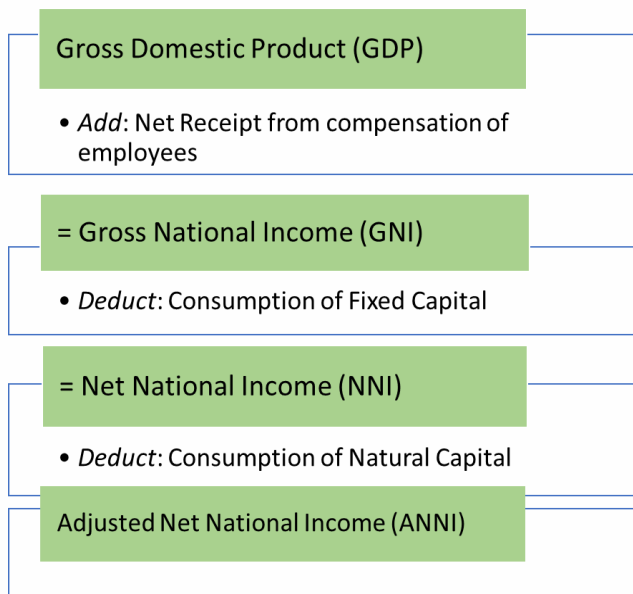 Gross Domestic Product (GDP)
• Add: Net Receipt from compensation of
employees
= Gross National Income (GNI)
• Deduct: Consumption of Fixed Capital
= Net National Income (NNI)
• Deduct: Consumption of Natural Capital
Adjusted Net National Income (ANNI)